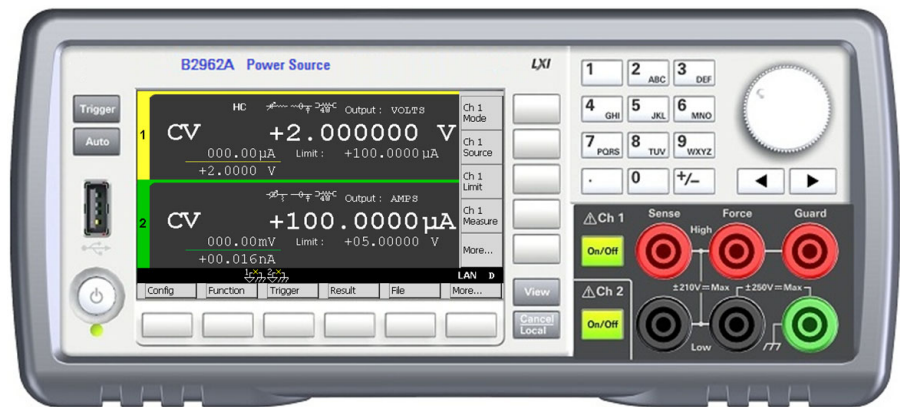 B2962A Power Source
LXI
Trigger
Auto
1
HC
4W
Output: VOLTS
CV +2.000000 V
000.00µA Limit: +100.0000µA
+2.0000 V
Ch 1 Mode
Ch 1 Source
Ch 1 Limit
Ch 1 Measure
More...
2
4W
Output: AMPS
CV +100.0000µA
000.00mV Limit: +05.00000 V
+00.016nA
1 2
LAN D
Config Function Trigger Result File More...
View
Cancel
Local
1 2 ABC 3 DEF
4 GHI 5 JKL 6 MNO
7 PQRS 8 TUV 9 WXYZ
. 0 +/−
Ch 1
On/Off
Sense Force Guard
High
±210V Max ±250V Max
Ch 2
On/Off
Low